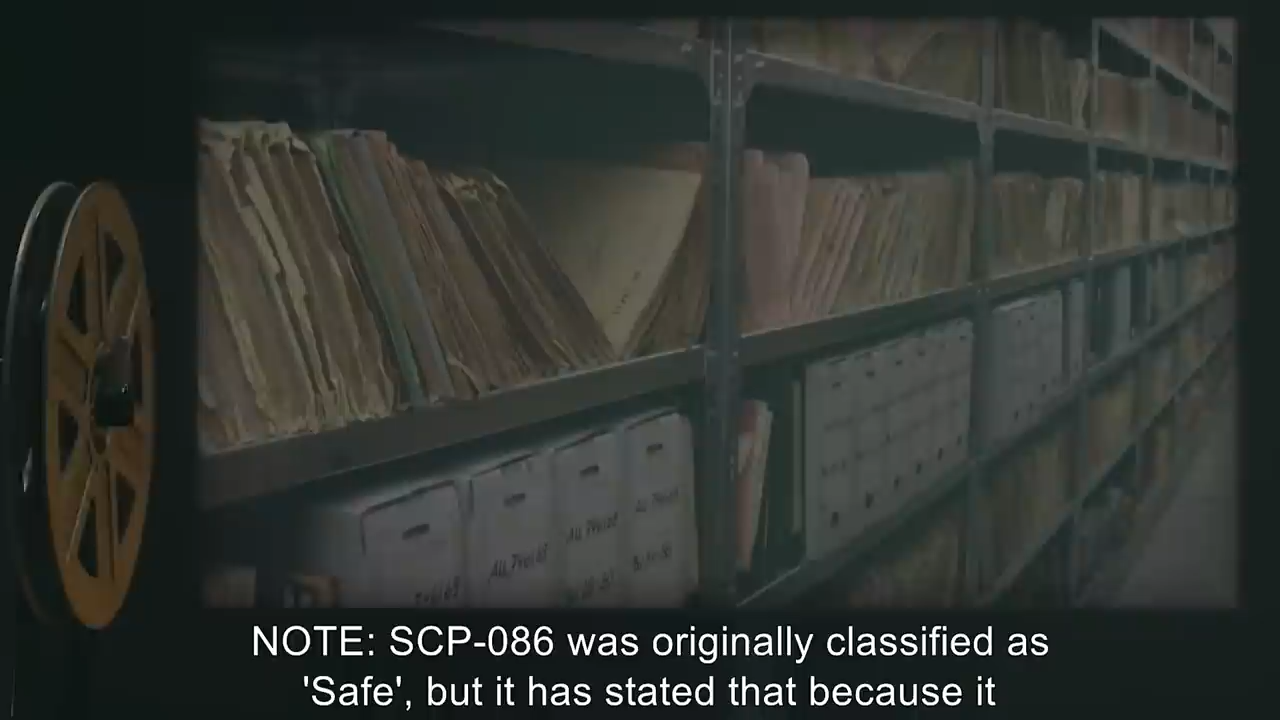 NOTE: SCP-086 was originally classified as
'Safe', but it has stated that because it